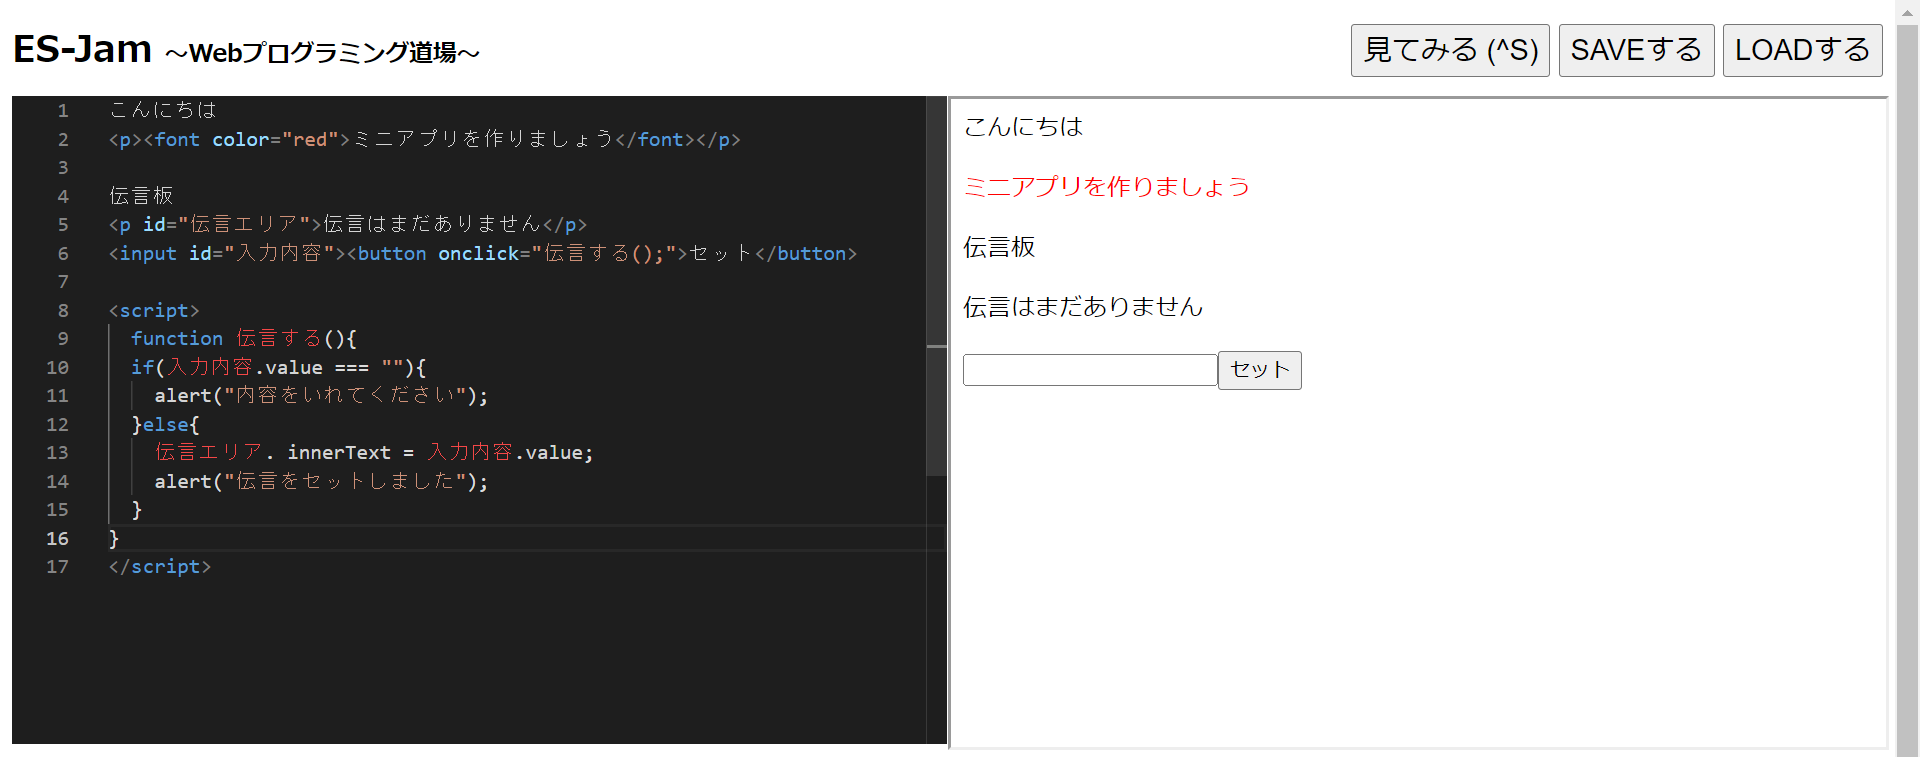 ES-Jam ～Webプログラミング道場～
見てみる (^S) SAVEする LOADする
1 こんにちは
2 <p><font color="red">ミニアプリを作りましょう</font></p>
3
4 伝言板
5 <p id="伝言エリア">伝言はまだありません</p>
6 <input id="入力内容"><button onclick="伝言する();">セット</button>
7
8 <script>
9 function 伝言する(){
10 if(入力内容.value === ""){
11 alert("内容をいれてください");
12 }else{
13 伝言エリア. innerText = 入力内容.value;
14 alert("伝言をセットしました");
15 }
16 }
17 </script>
こんにちは
ミニアプリを作りましょう
伝言板
伝言はまだありません
セット